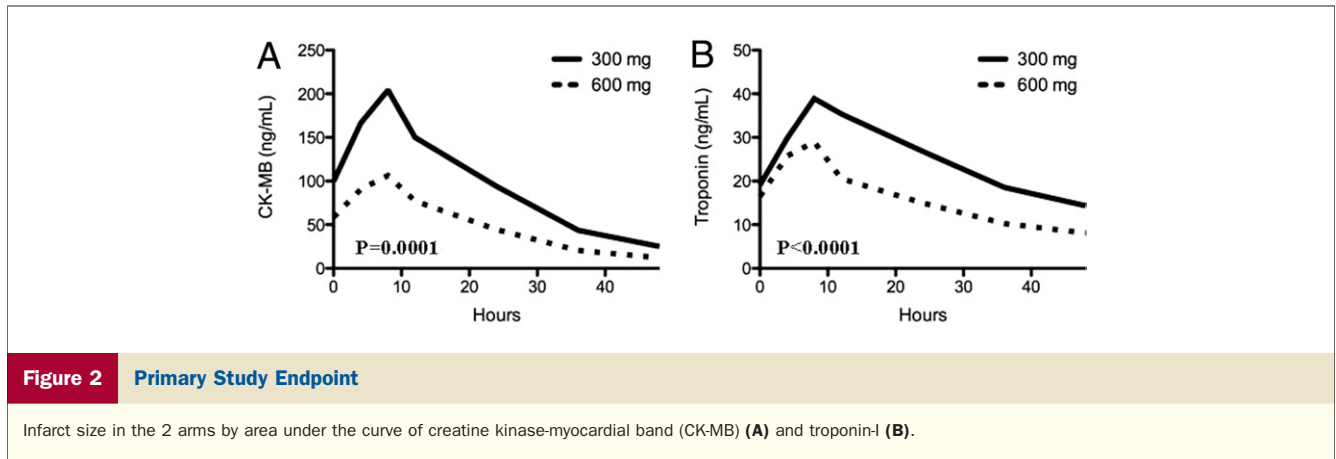 A
250
200
150
100
50
0
CK-MB (ng/mL)
300 mg
600 mg
P=0.0001
0 10 20 30 40
Hours
B
50
40
30
20
10
0
Troponin (ng/mL)
300 mg
600 mg
P<0.0001
0 10 20 30 40
Hours
Figure 2 Primary Study Endpoint
Infarct size in the 2 arms by area under the curve of creatine kinase-myocardial band (CK-MB) (A) and troponin-I (B).